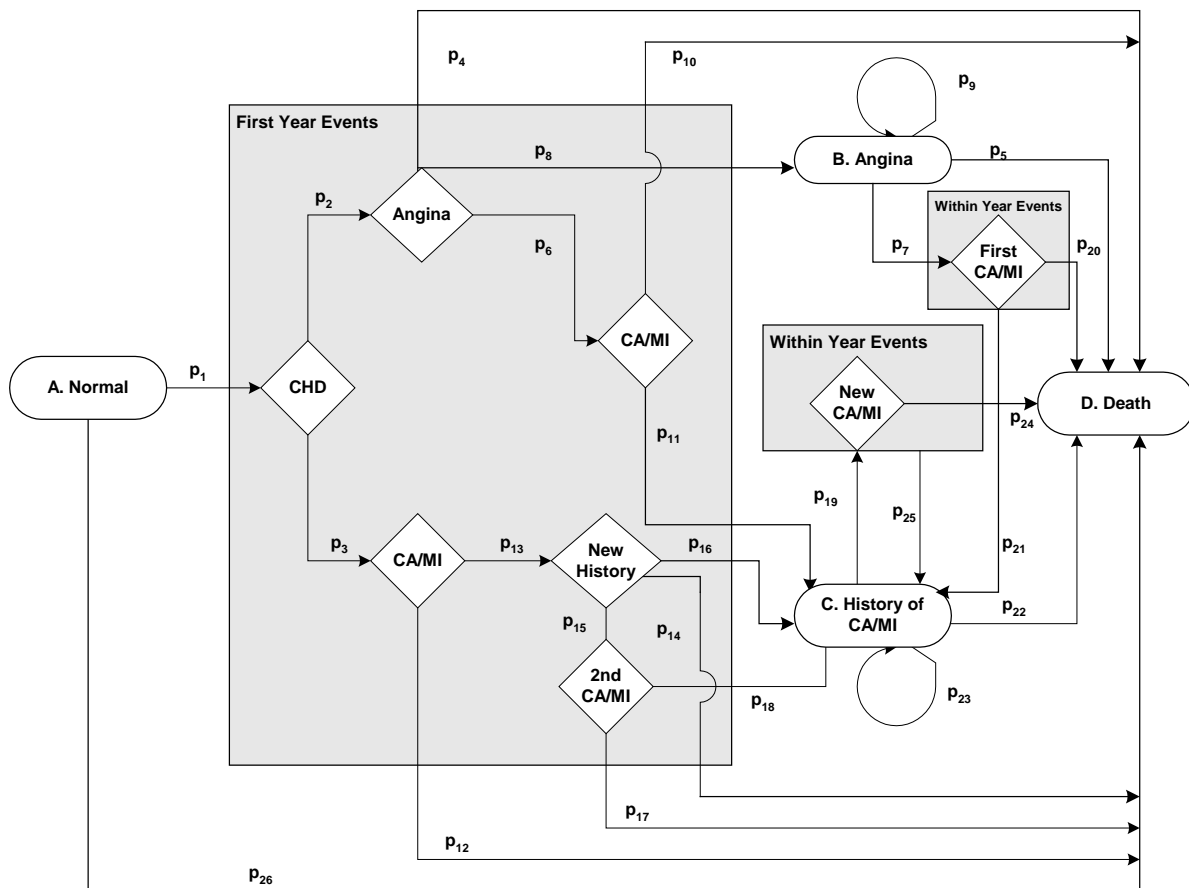 p4
p10
p9
First Year Events
p8
B. Angina
p5
p2
Angina
Within Year Events
p6
p7
First
CA/MI
p20
CA/MI
Within Year Events
A. Normal
p1
CHD
New
CA/MI
D. Death
p24
p11
p19
p25
p3
CA/MI
p13
New
History
p16
p21
C. History of
CA/MI
p22
p15
p14
2nd
CA/MI
p18
p23
p17
p12
p26